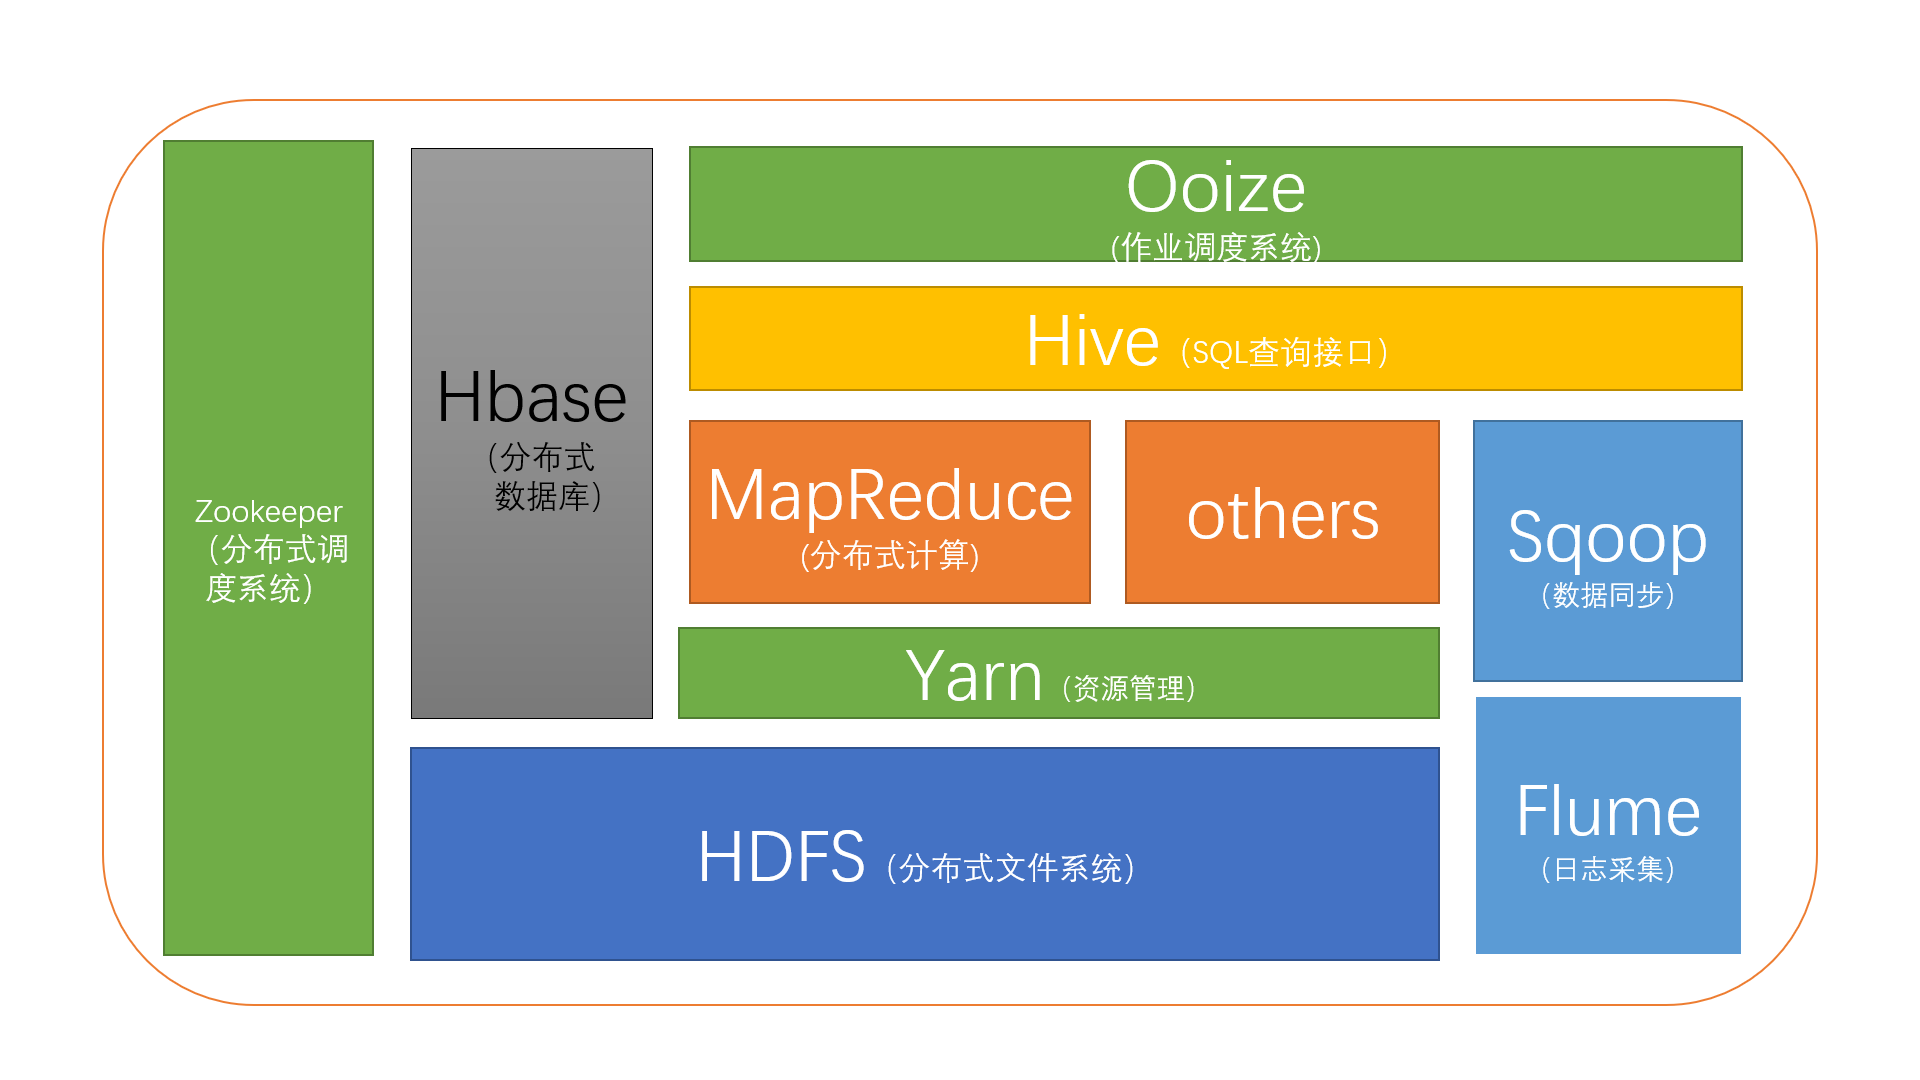 Zookeeper
（分布式调
度系统）
Hbase
（分布式
数据库）
Ooize
(作业调度系统)
Hive（SQL查询接口）
MapReduce
(分布式计算)
others
Sqoop
（数据同步）
Yarn（资源管理）
HDFS（分布式文件系统）
Flume
（日志采集）